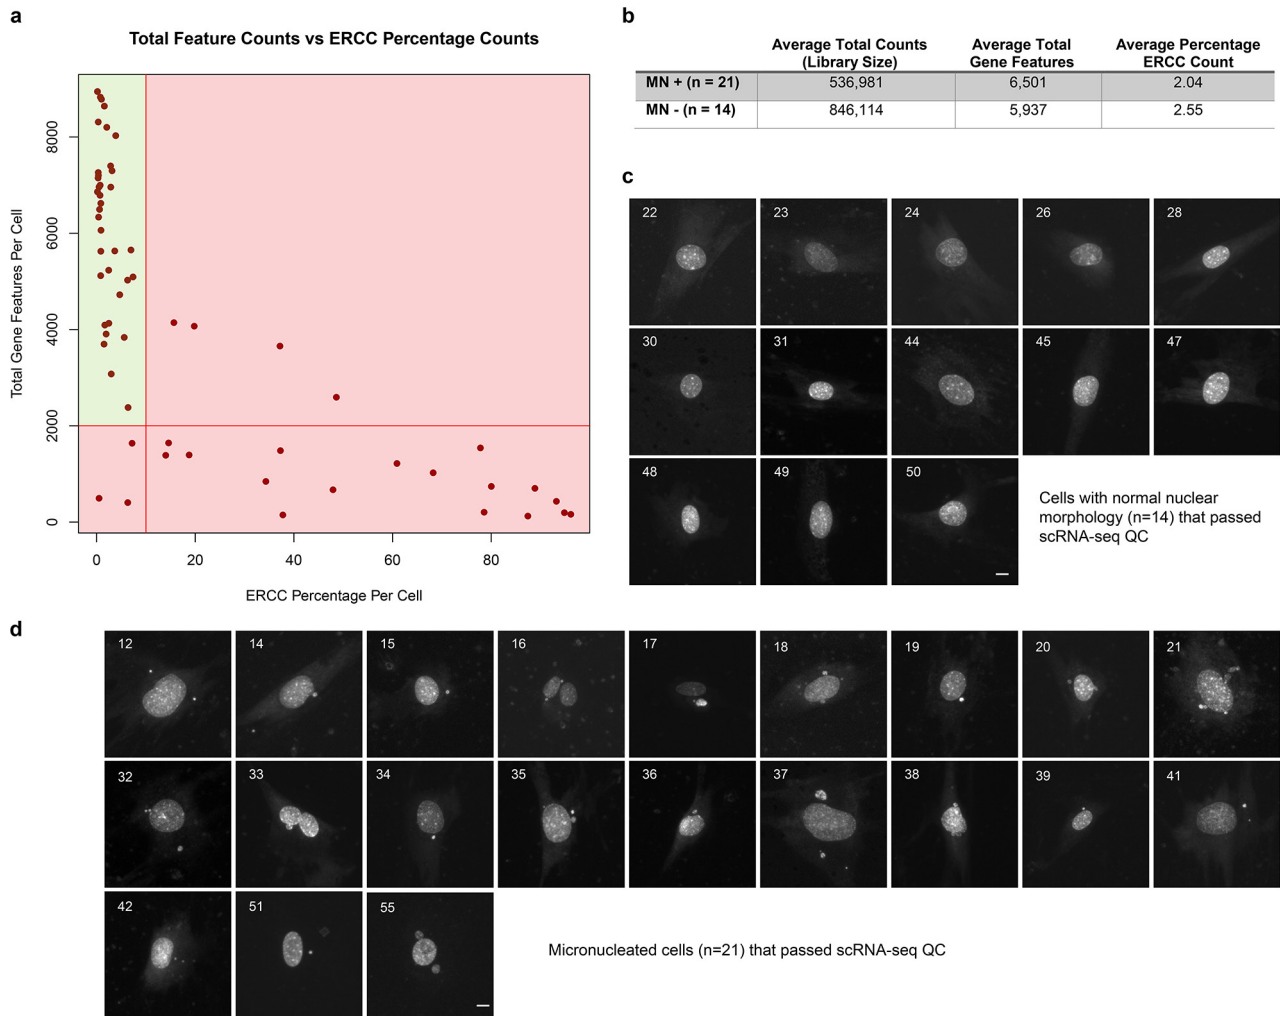 a
Total Feature Counts vs ERCC Percentage Counts
Total Gene Features Per Cell
8000
6000
4000
2000
0
0 20 40 60 80
ERCC Percentage Per Cell
b
Average Total Counts (Library Size) Average Total Gene Features Average Percentage ERCC Count
MN + (n = 21) 536,981 6,501 2.04
MN - (n = 14) 846,114 5,937 2.55
c
22 23 24 26 28
30 31 44 45 47
48 49 50
Cells with normal nuclear
morphology (n=14) that passed
scRNA-seq QC
d
12 14 15 16 17 18 19 20 21
32 33 34 35 36 37 38 39 41
42 51 55
Micronucleated cells (n=21) that passed scRNA-seq QC